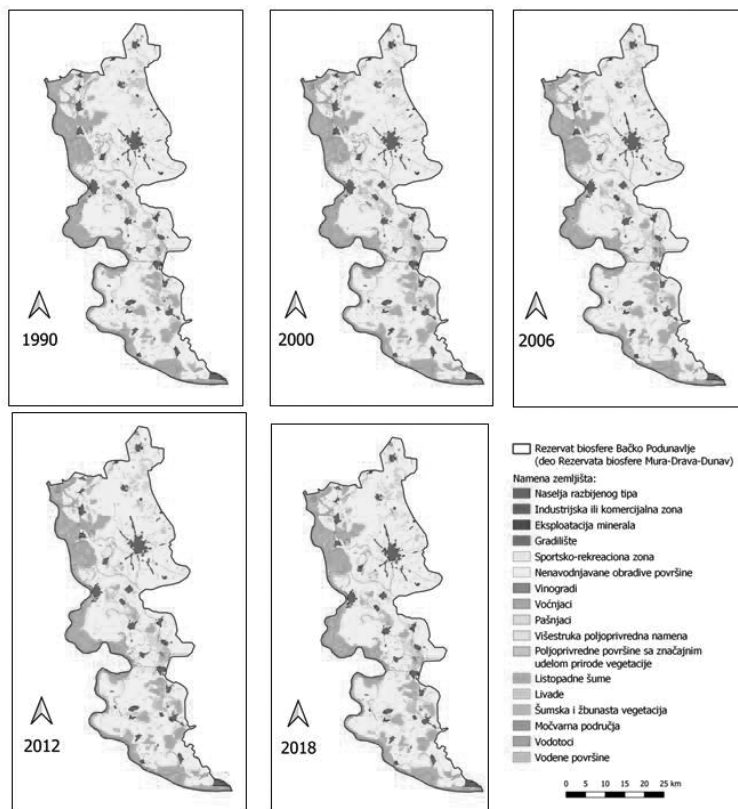 1990
2000
2006
2012
2018
Rezervat biosfere Bačko Podunavlje
(deo Rezervata biosfere Mura-Drava-Dunav)
Namena zemljišta:
Naselja razbijenog tipa
Industrijska ili komercijalna zona
Eksploatacija minerala
Gradilište
Sportsko-rekreaciona zona
Nenavodnjavane obradive površine
Vinogradi
Voćnjaci
Pašnjaci
Višestruka poljoprivredna namena
Poljoprivredne površine sa značajnim
udelom prirode vegetacije
Listopadne šume
Livade
Šumska i žbunasta vegetacija
Močvarna područja
Vodotoci
Vodene površine
0 5 10 15 20 25 km